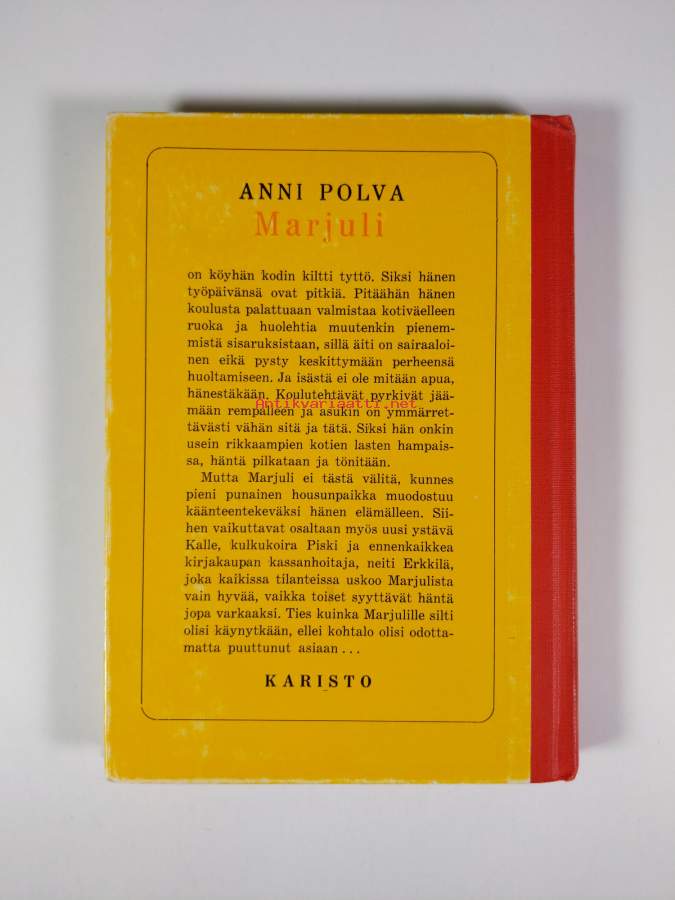 ANNI POLVA
Marjuli
on köyhän kodin kiltti tyttö. Siksi hänen
työpäivänsä ovat pitkiä. Pitäähän hänen
koulusta palattuaan valmistaa kotiväelleen
ruoka ja huolehtia muutenkin pienem-
mistä sisaruksistaan, sillä äiti on sairaaloi-
nen eikä pysty keskittymään perheensä
huoltamiseen. Ja isästä ei ole mitään apua,
hänestäkään. Koulutehtävät pyrkivät jää-
Antikvariaatti.net
mään rempalleen ja asukin on ymmärret-
tävästi vähän sitä ja tätä. Siksi hän onkin
usein rikkaampien kotien lasten hampais-
sa, häntä pilkataan ja tönitään.
Mutta Marjuli ei tästä välitä, kunnes
pieni punainen housunpaikka muodostuu
käänteentekeväksi hänen elämälleen. Sii-
hen vaikuttavat osaltaan myös uusi ystävä
Kalle, kulkukoira Piski ja ennenkaikkea
kirjakaupan kassanhoitaja, neiti Erkkilä,
joka kaikissa tilanteissa uskoo Marjulista
vain hyvää, vaikka toiset syyttävät häntä
jopa varkaaksi. Ties kuinka Marjulille silti
olisi käynytkään, ellei kohtalo olisi odotta-
matta puuttunut asiaan...
KARISTO